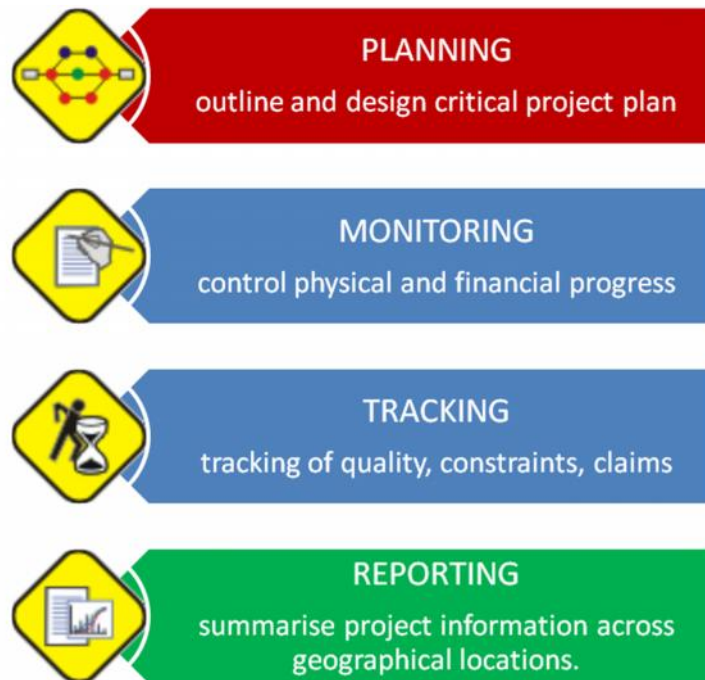 PLANNING
outline and design critical project plan
MONITORING
control physical and financial progress
TRACKING
tracking of quality, constraints, claims
REPORTING
summarise project information across
geographical locations.